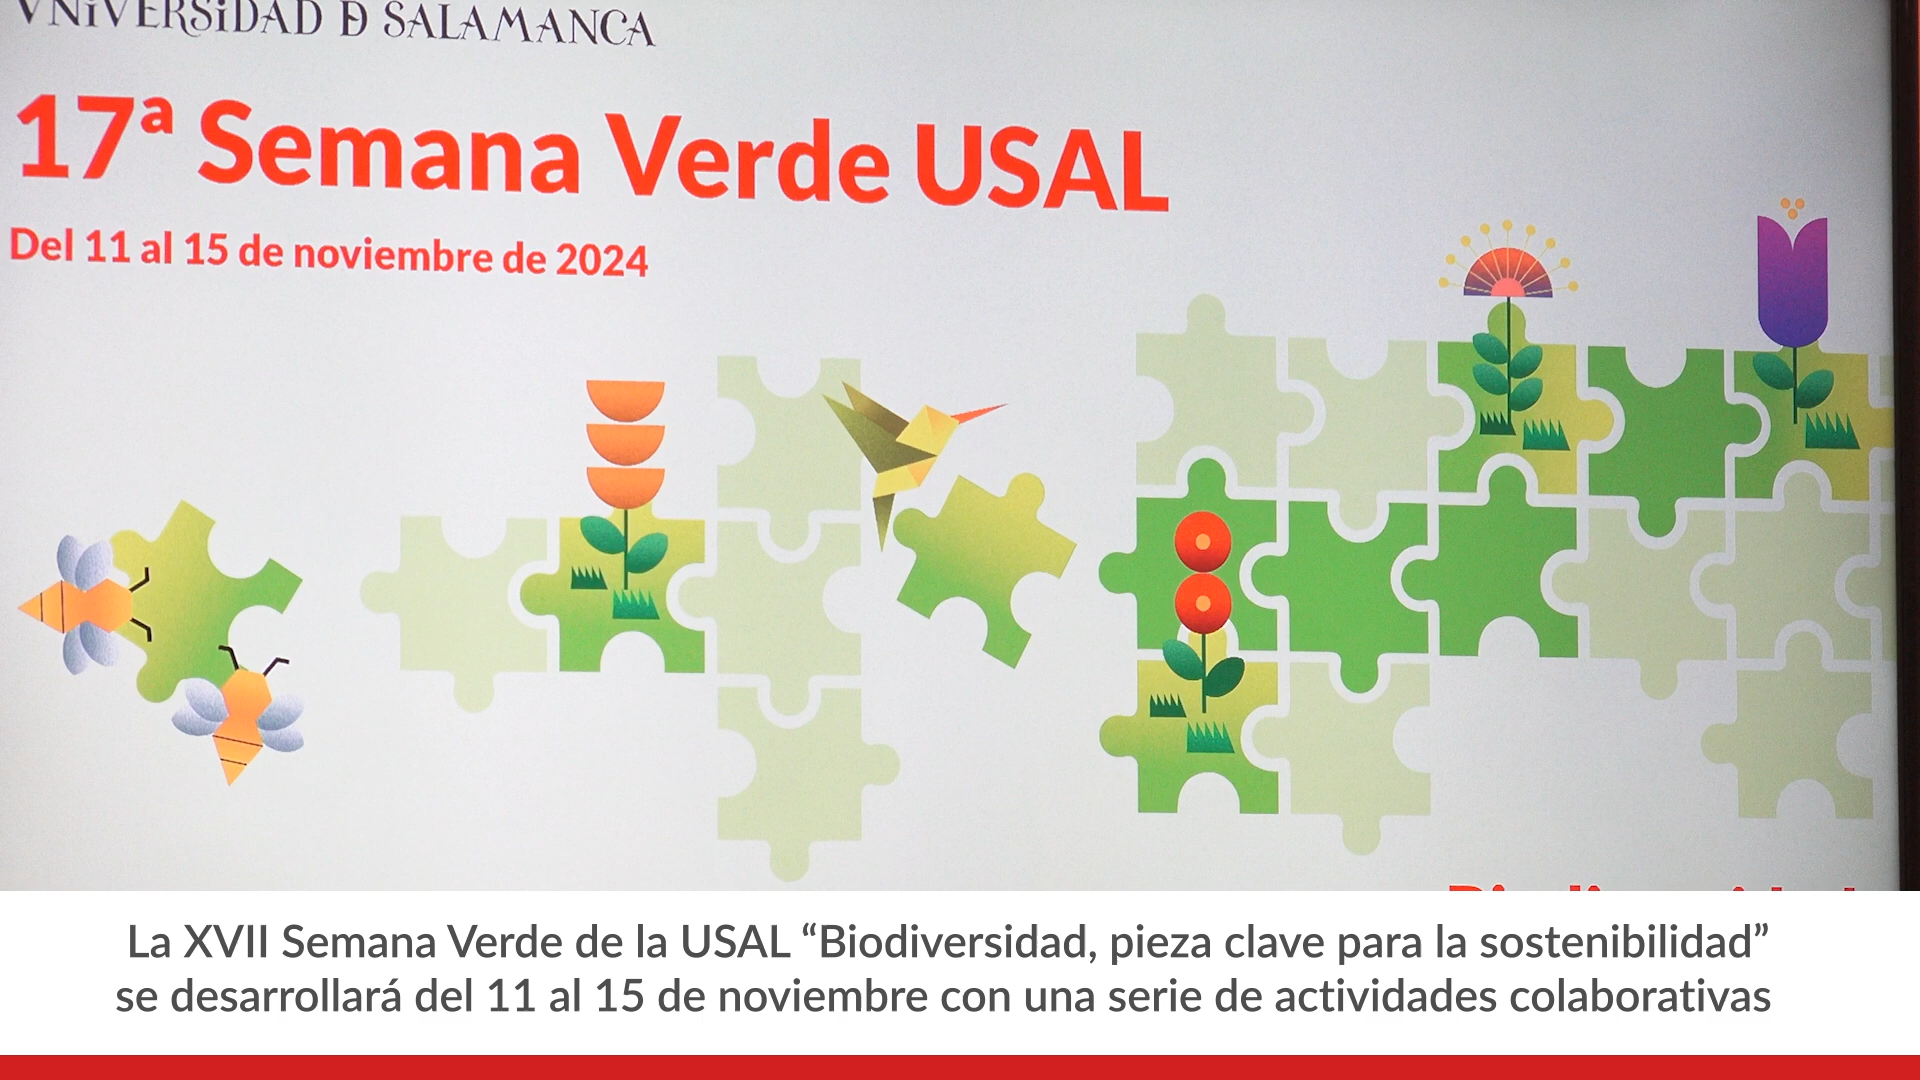 VNiVERSiDAD Ð SALAMANCA
17ª Semana Verde USAL
Del 11 al 15 de noviembre de 2024
La XVII Semana Verde de la USAL “Biodiversidad, pieza clave para la sostenibilidad”
se desarrollará del 11 al 15 de noviembre con una serie de actividades colaborativas